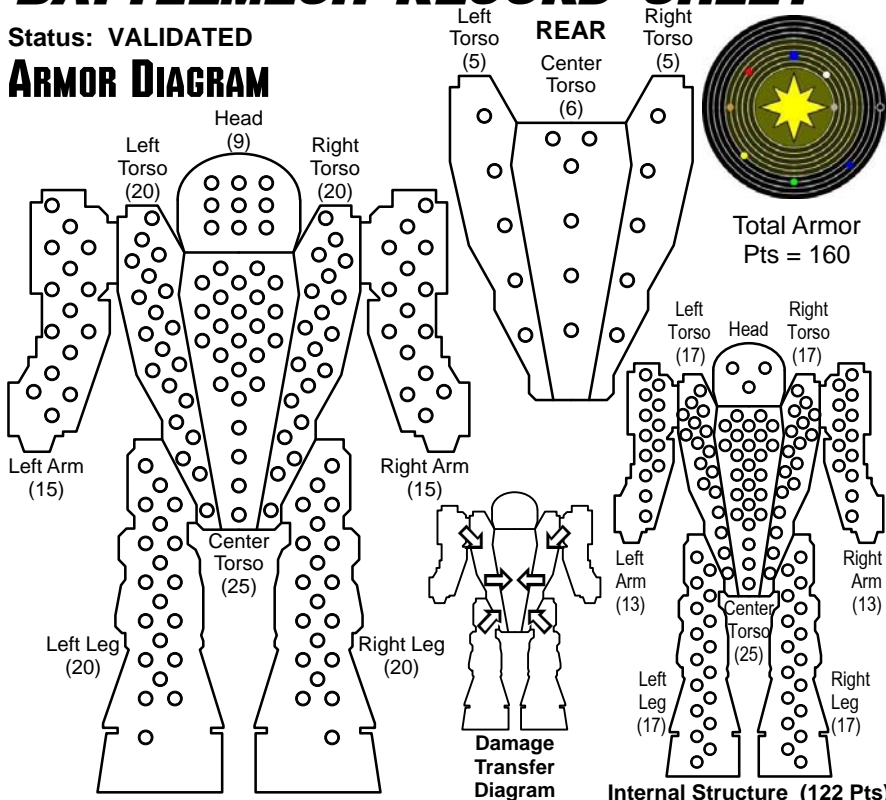 BATTLEMECH RECORD SHEET
Status: VALIDATED
ARMOR DIAGRAM
Head
(9)
Left
Torso
(20)
Right
Torso
(20)
Left Arm
(15)
Right Arm
(15)
Center
Torso
(25)
Left Leg
(20)
Right Leg
(20)
REAR
Left
Torso
(5)
Center
Torso
(6)
Right
Torso
(5)
Total Armor
Pts = 160
Damage
Transfer
Diagram
Left
Torso
(17)
Head
Right
Torso
(17)
Left
Arm
(13)
Right
Arm
(13)
Center
Torso
(25)
Left
Leg
(17)
Right
Leg
(17)
Internal Structure (122 Pts)